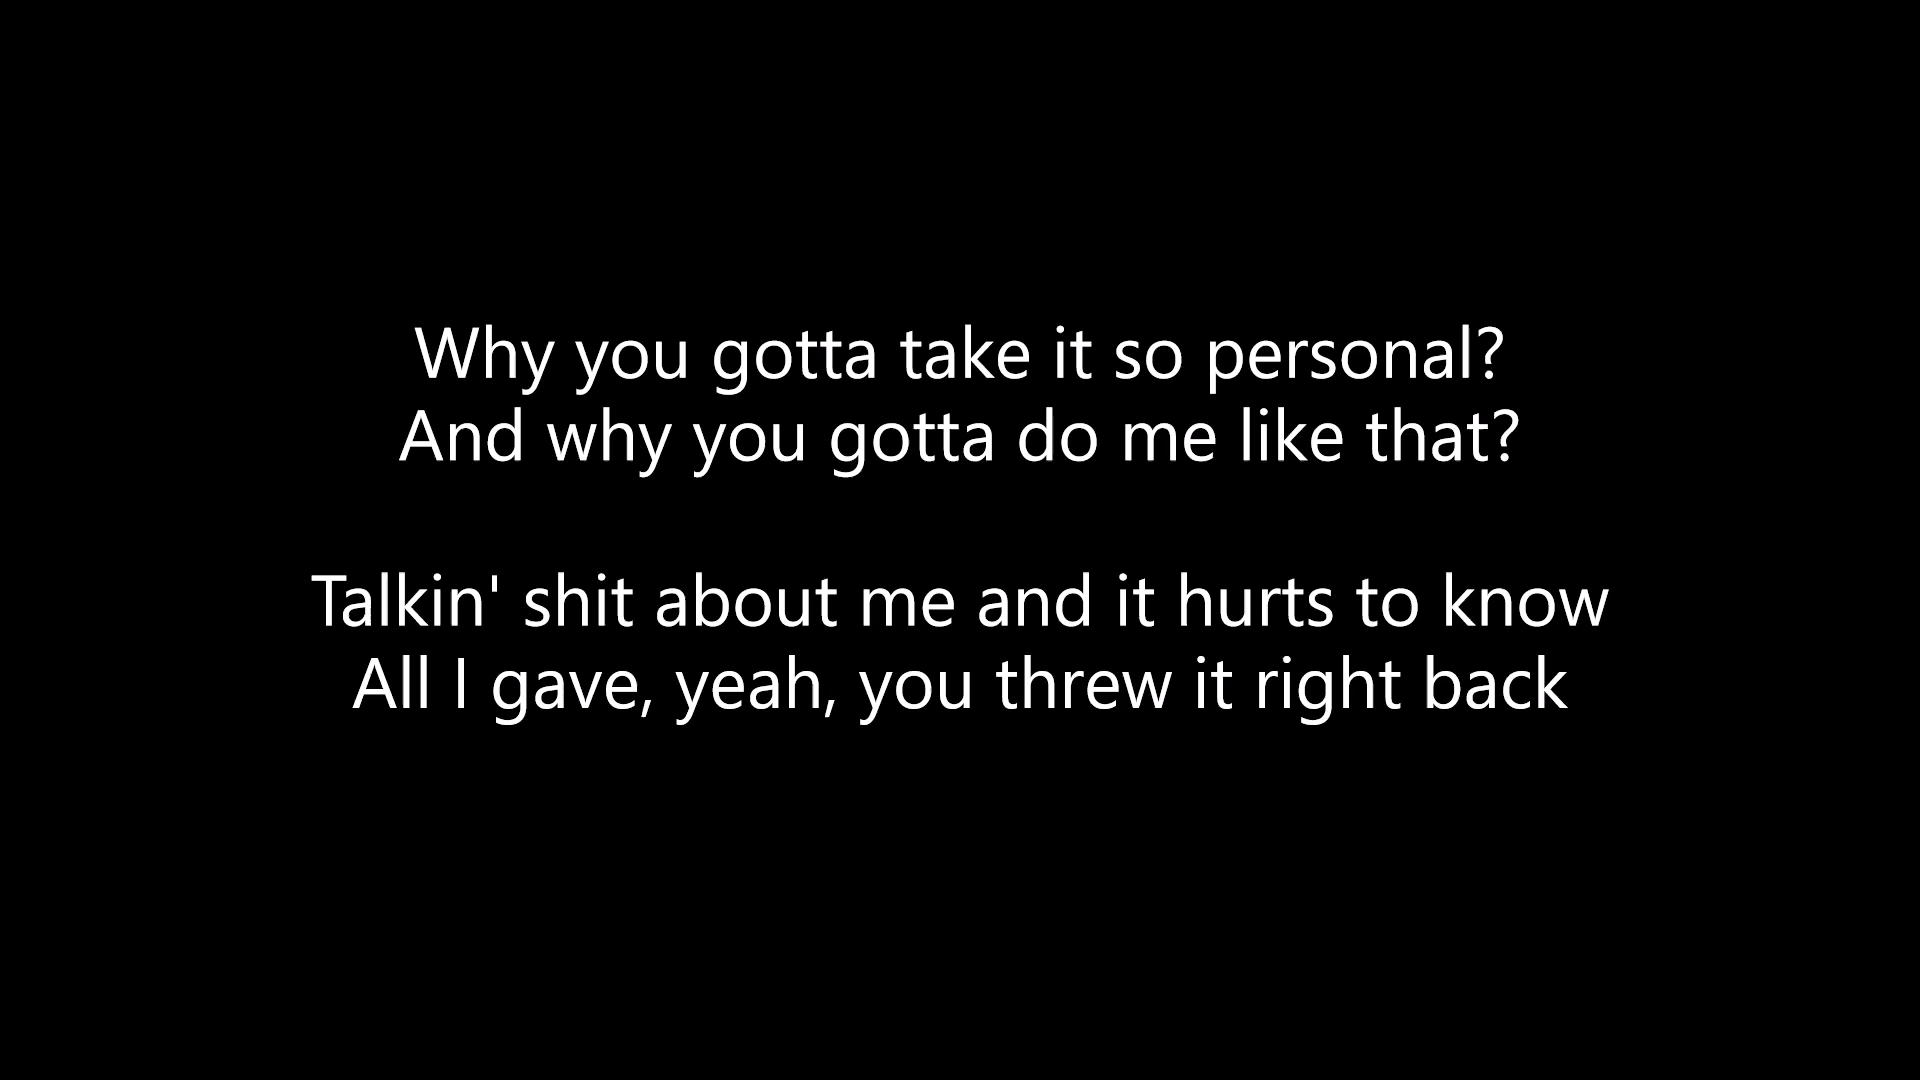 Why you gotta take it so personal?
And why you gotta do me like that?
Talkin' shit about me and it hurts to know
All I gave, yeah, you threw it right back